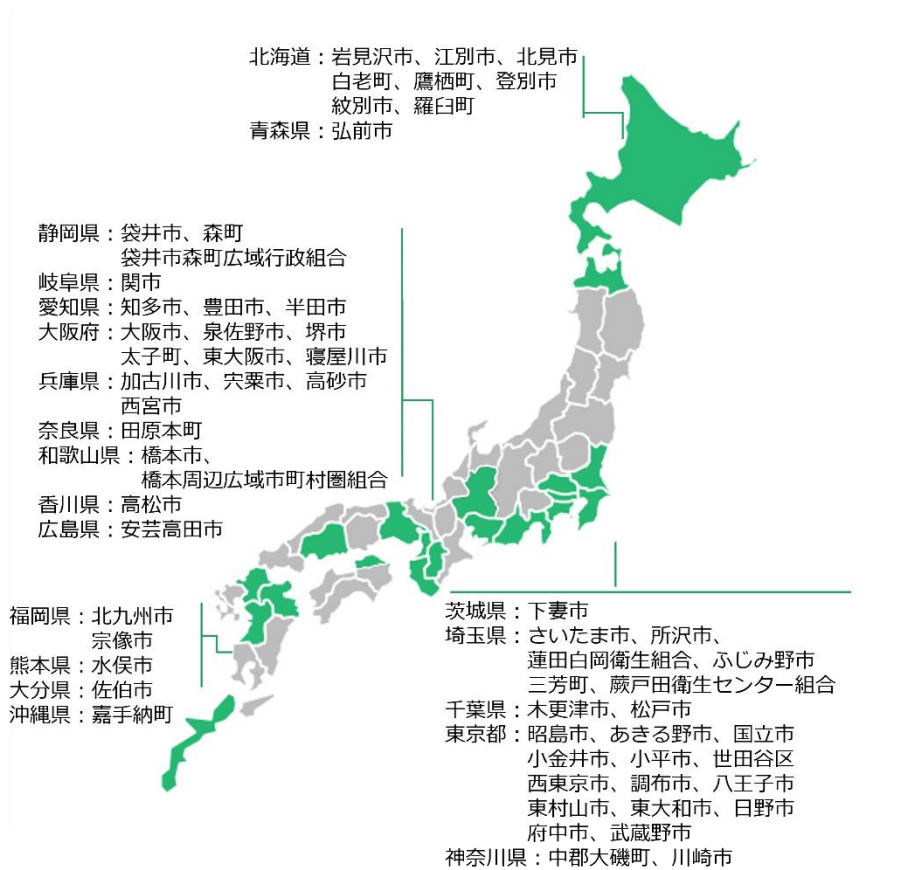 北海道：岩見沢市、江別市、北見市
白老町、鷹栖町、登別市
紋別市、羅臼町
青森県：弘前市
静岡県：袋井市、森町
袋井市森町広域行政組合
岐阜県：関市
愛知県：知多市、豊田市、半田市
大阪府：大阪市、泉佐野市、堺市
太子町、東大阪市、寝屋川市
兵庫県：加古川市、宍粟市、高砂市
西宮市
奈良県：田原本町
和歌山県：橋本市、
橋本周辺広域市町村圏組合
香川県：高松市
広島県：安芸高田市
福岡県：北九州市
宗像市
熊本県：水俣市
大分県：佐伯市
沖縄県：嘉手納町
茨城県：下妻市
埼玉県：さいたま市、所沢市、
蓮田白岡衛生組合、ふじみ野市
三芳町、蕨戸田衛生センター組合
千葉県：木更津市、松戸市
東京都：昭島市、あきる野市、国立市
小金井市、小平市、世田谷区
西東京市、調布市、八王子市
東村山市、東大和市、日野市
府中市、武蔵野市
神奈川県：中郡大磯町、川崎市